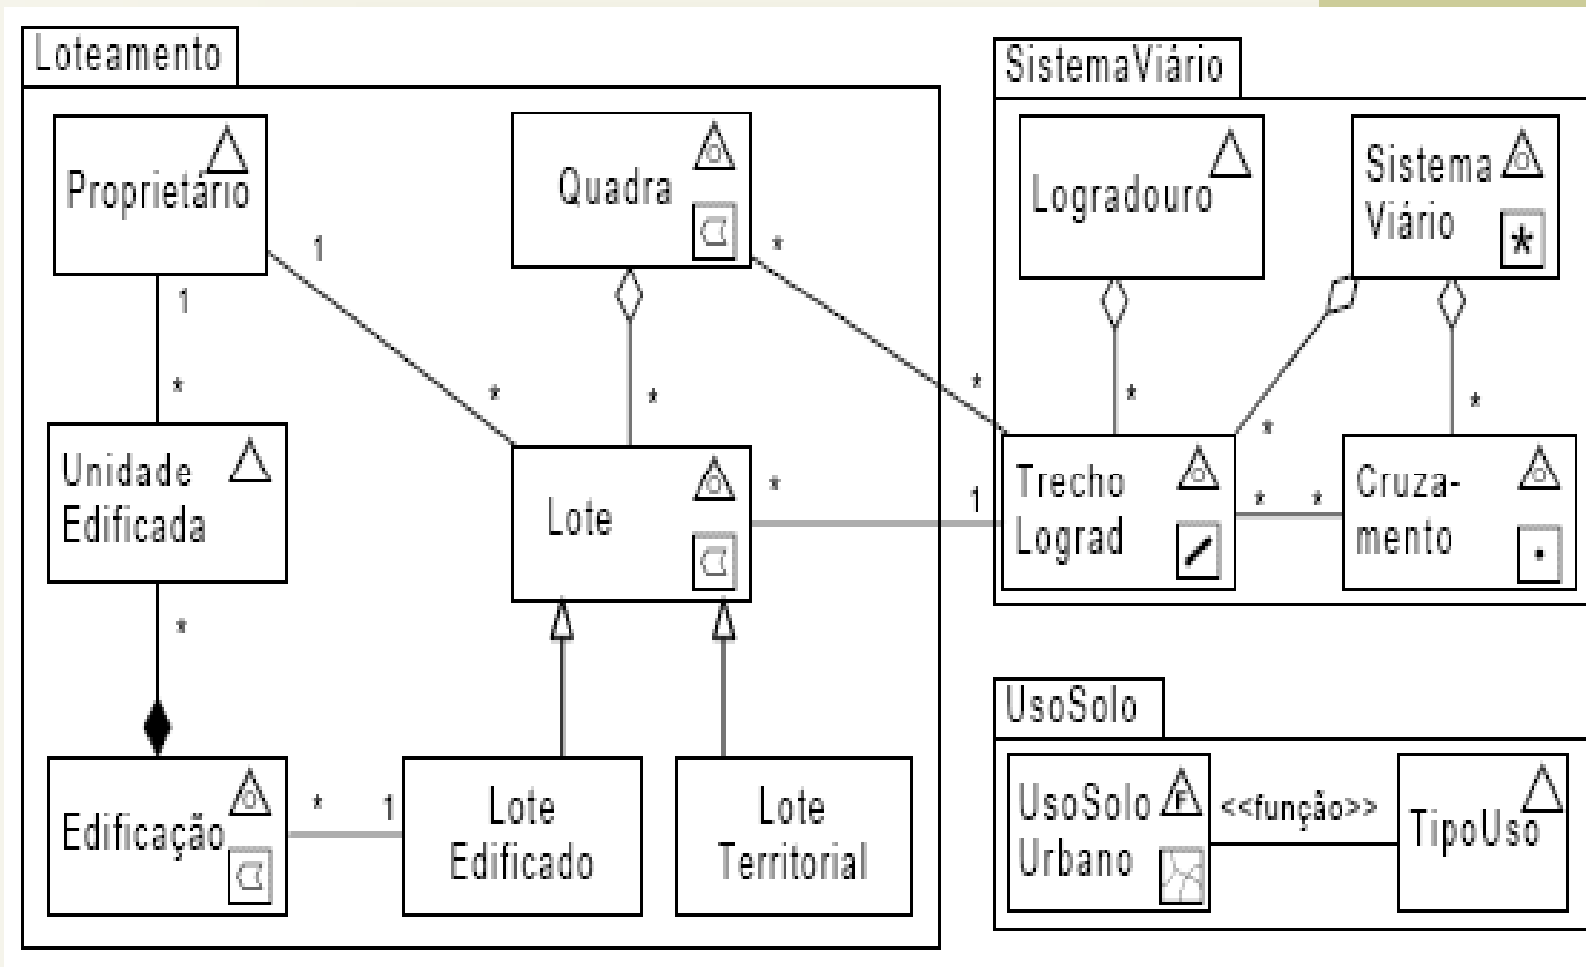 Loteamento
Proprietário
Quadra
1
*
1
*
*
*
*
Unidade
Edificada
Lote
*
1
*
Edificação
*
1
Lote
Edificado
Lote
Territorial
SistemaViário
Logradouro
Sistema
Viário
*
*
*
*
Trecho
Lograd
*
*
Cruza-
mento
UsoSolo
UsoSolo
Urbano
F
<<função>>
TipoUso